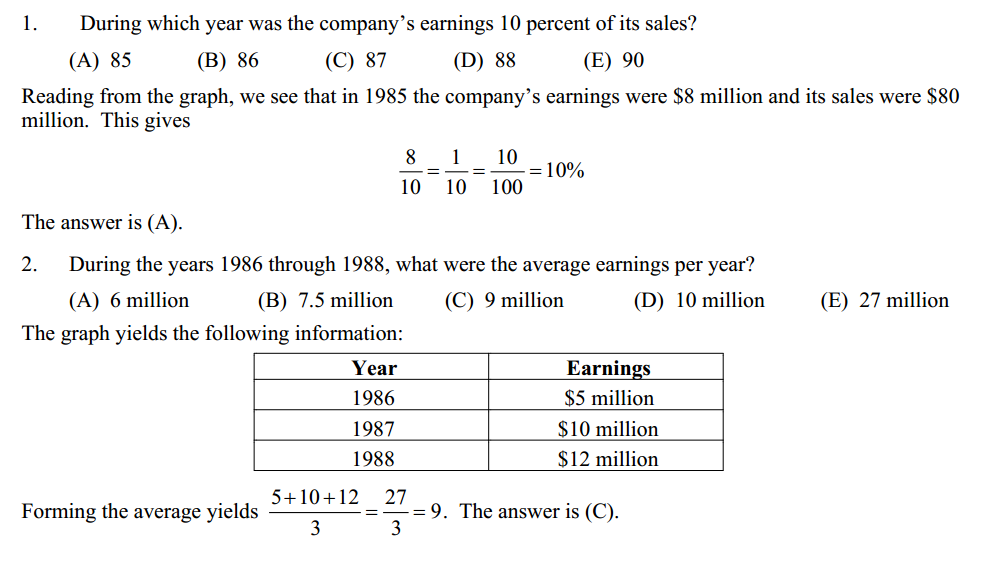 1. During which year was the company’s earnings 10 percent of its sales?
(A) 85 (B) 86 (C) 87 (D) 88 (E) 90
Reading from the graph, we see that in 1985 the company’s earnings were $8 million and its sales were $80
million. This gives
8/10 = 1/10 = 10/100 = 10%
The answer is (A).
2. During the years 1986 through 1988, what were the average earnings per year?
(A) 6 million (B) 7.5 million (C) 9 million (D) 10 million (E) 27 million
The graph yields the following information:
Year Earnings
1986 $5 million
1987 $10 million
1988 $12 million
Forming the average yields 5+10+12/3 = 27/3 = 9. The answer is (C).